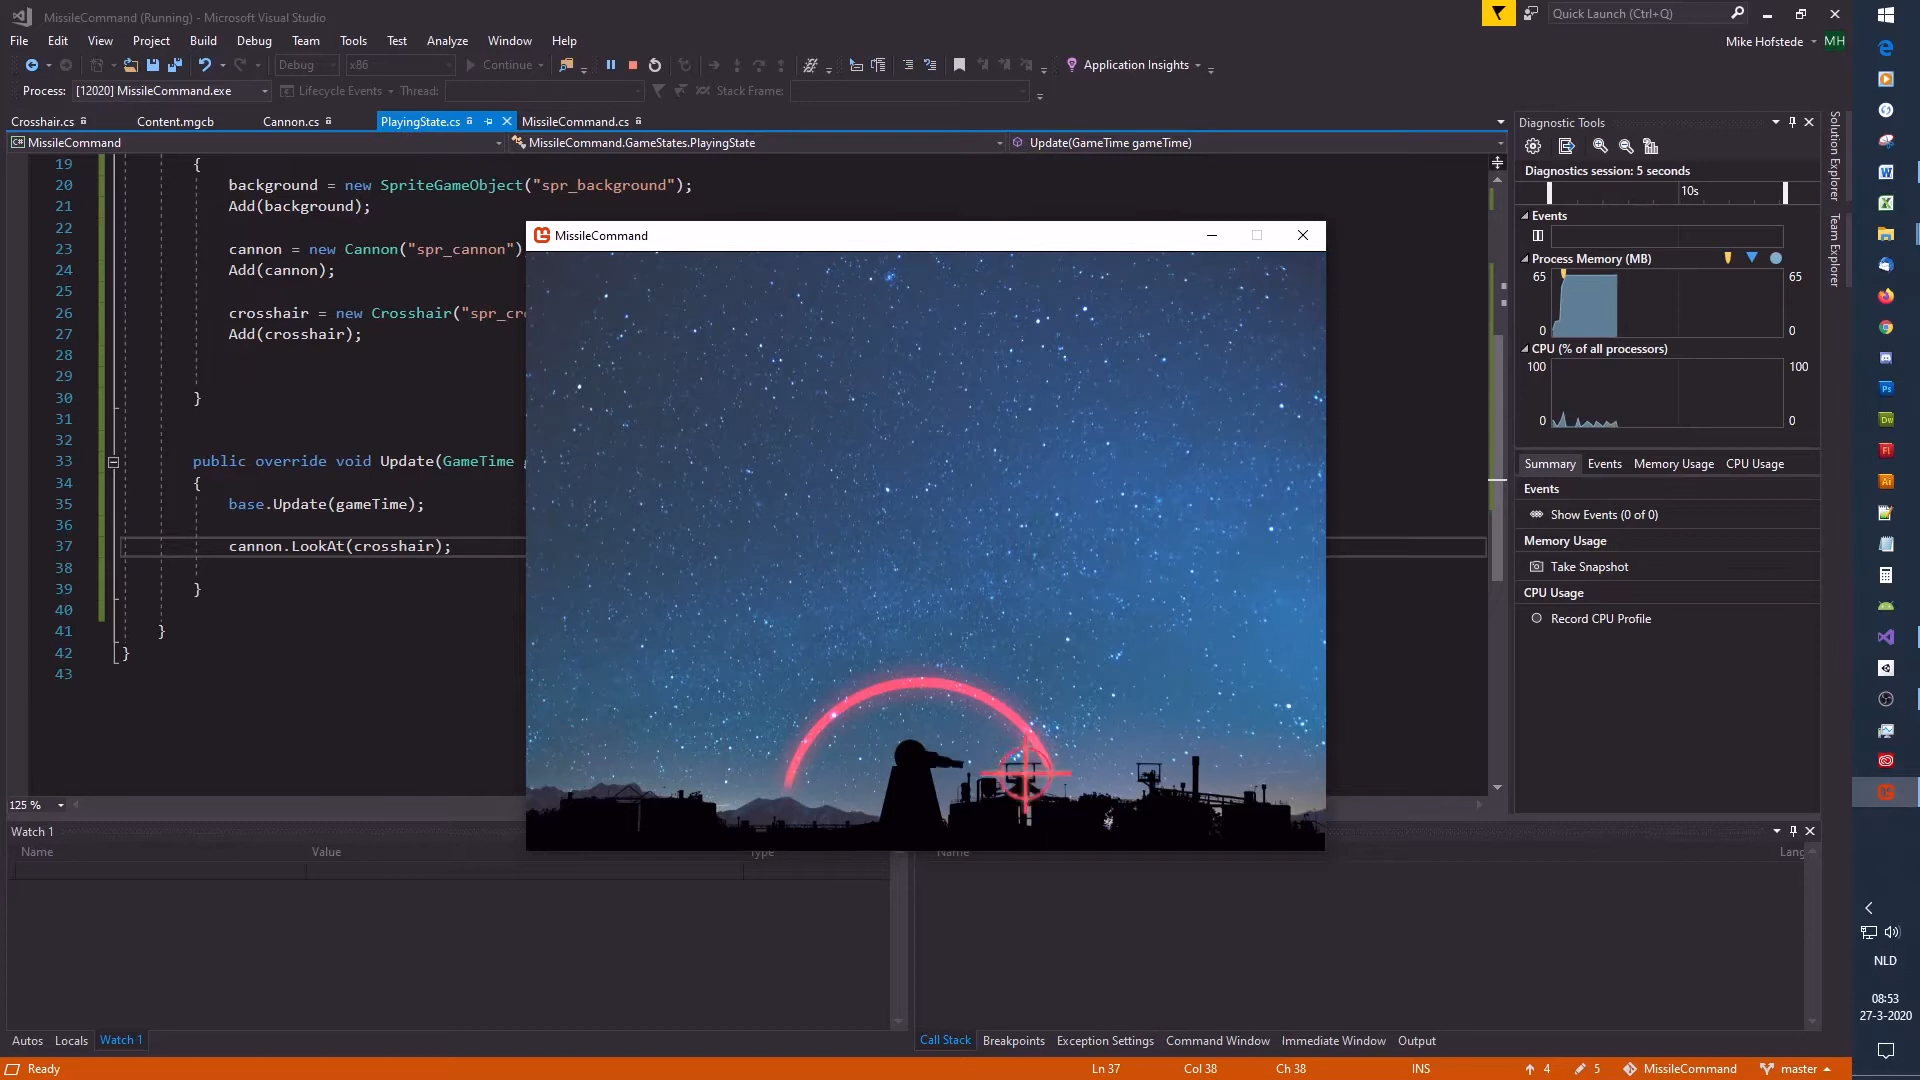 MissileCommand (Running) - Microsoft Visual Studio
Quick Launch (Ctrl+Q)
File Edit View Project Build Debug Team Tools Test Analyze Window Help
Mike Hofstede MH
Debug x86 Continue Application Insights
Process: [12020] MissileCommand.exe Lifecycle Events Thread: Stack Frame:
Crosshair.cs Content.mgcb Cannon.cs PlayingState.cs MissileCommand.cs
MissileCommand MissileCommand.GameStates.PlayingState Update(GameTime gameTime)
19 {
20 background = new SpriteGameObject("spr_background");
21 Add(background);
22
23 cannon = new Cannon("spr_cannon")
24 Add(cannon);
25
26 crosshair = new Crosshair("spr_cro
27 Add(crosshair);
28
29
30 }
31
32
33 public override void Update(GameTime
34 {
35 base.Update(gameTime);
36
37 cannon.LookAt(crosshair);
38
39 }
40
41 }
42 }
43
125 %
MissileCommand
Diagnostic Tools
Diagnostics session: 5 seconds
10s
Events
Process Memory (MB)
65 65
0 0
CPU (% of all processors)
100 100
0 0
Summary Events Memory Usage CPU Usage
Events
Show Events (0 of 0)
Memory Usage
Take Snapshot
CPU Usage
Record CPU Profile
Solution Explorer
Team Explorer
Watch 1
Name Value Type
Name Lang
Autos Locals Watch 1
Call Stack Breakpoints Exception Settings Command Window Immediate Window Output
Ready Ln 37 Col 38 Ch 38 INS 4 5 MissileCommand master
W
Ps
Dw
Fl
Ai
NLD
08:53
27-3-2020